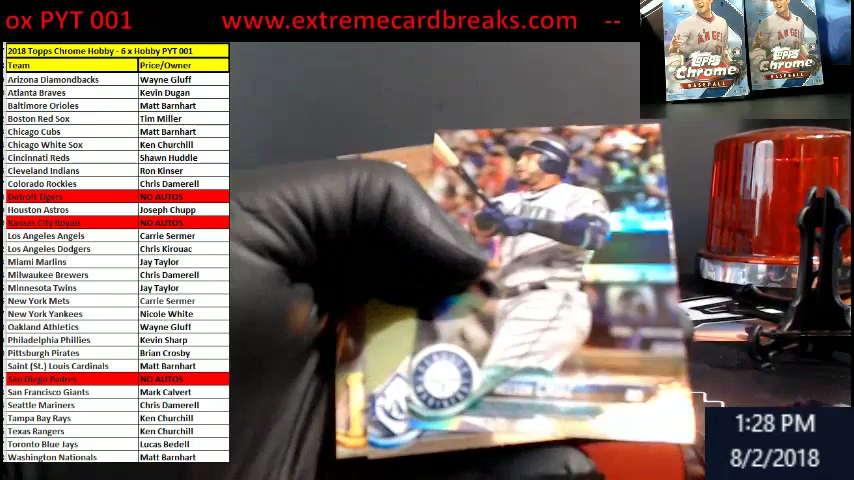 ox PYT 001 www.extremecardbreaks.com --
2018 Topps Chrome Hobby - 6 x Hobby PYT 001
Team Price/Owner
Arizona Diamondbacks Wayne Gluff
Atlanta Braves Kevin Dugan
Baltimore Orioles Matt Barnhart
Boston Red Sox Tim Miller
Chicago Cubs Matt Barnhart
Chicago White Sox Ken Churchill
Cincinnati Reds Shawn Huddle
Cleveland Indians Ron Kinser
Colorado Rockies Chris Damerell
Detroit Tigers NO AUTOS
Houston Astros Joseph Chupp
Kansas City Royals NO AUTOS
Los Angeles Angels Carrie Sermer
Los Angeles Dodgers Chris Kirouac
Miami Marlins Jay Taylor
Milwaukee Brewers Chris Damerell
Minnesota Twins Jay Taylor
New York Mets Carrie Sermer
New York Yankees Nicole White
Oakland Athletics Wayne Gluff
Philadelphia Phillies Kevin Sharp
Pittsburgh Pirates Brian Crosby
Saint (St.) Louis Cardinals Matt Barnhart
San Diego Padres NO AUTOS
San Francisco Giants Mark Calvert
Seattle Mariners Chris Damerell
Tampa Bay Rays Ken Churchill
Texas Rangers Ken Churchill
Toronto Blue Jays Lucas Bedell
Washington Nationals Matt Barnhart
Topps
Chrome
BASEBALL
Topps
Chrome
BASEBALL
1:28 PM
8/2/2018